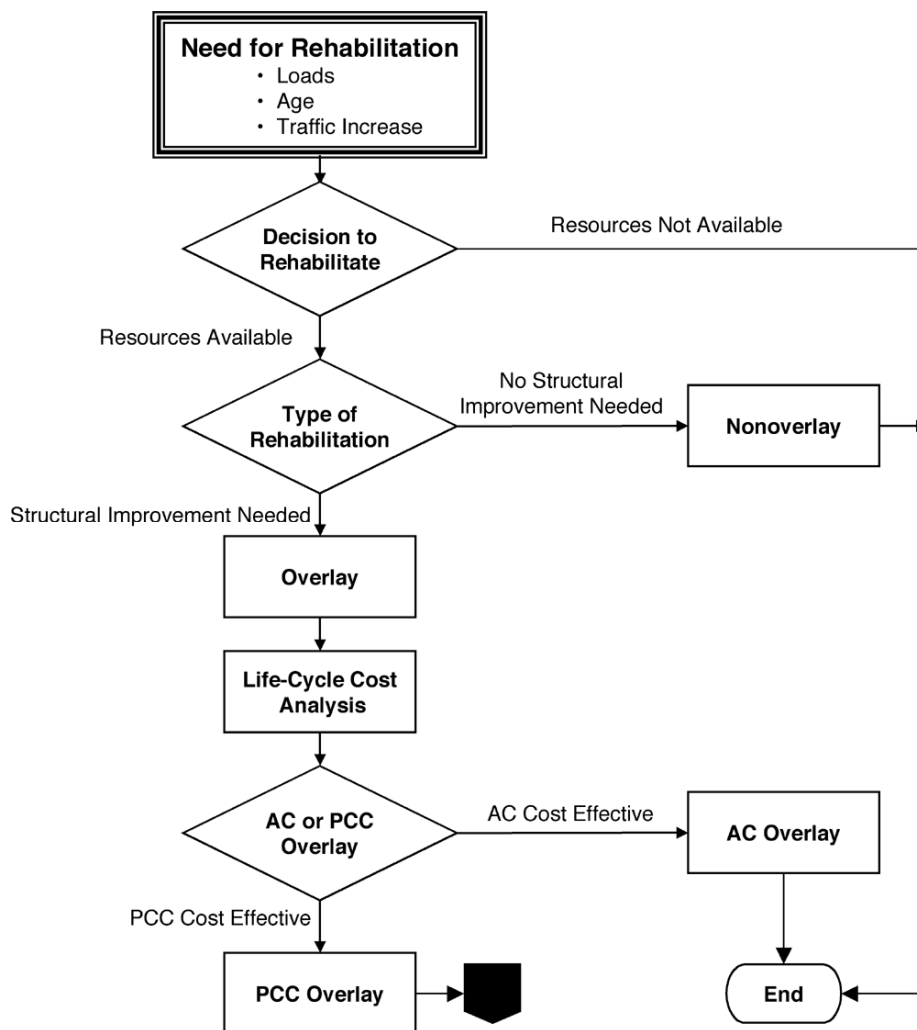 Need for Rehabilitation
• Loads
• Age
• Traffic Increase
Decision to
Rehabilitate
Resources Not Available
Resources Available
Type of
Rehabilitation
No Structural
Improvement Needed
Nonoverlay
Structural Improvement Needed
Overlay
Life-Cycle Cost
Analysis
AC or PCC
Overlay
AC Cost Effective
AC Overlay
PCC Cost Effective
PCC Overlay
End